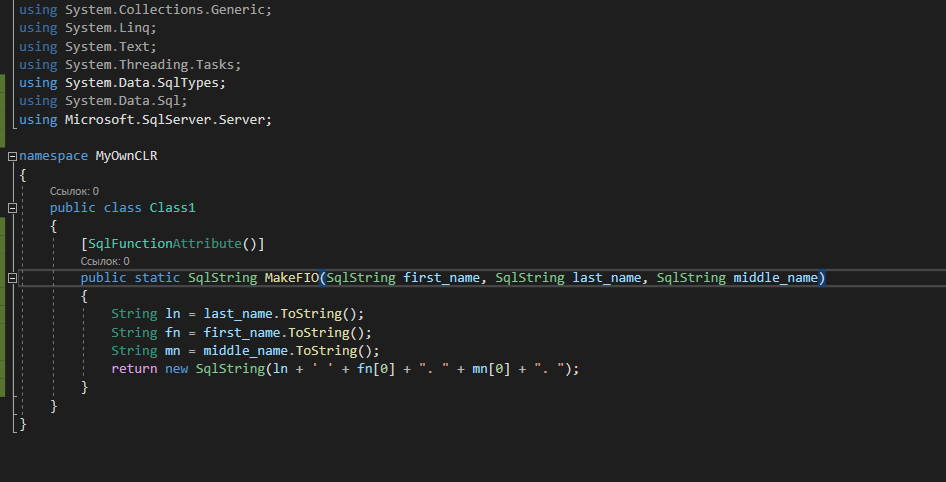 using System.Collections.Generic;
using System.Linq;
using System.Text;
using System.Threading.Tasks;
using System.Data.SqlTypes;
using System.Data.Sql;
using Microsoft.SqlServer.Server;
namespace MyOwnCLR
{
Ссылок: 0
public class Class1
{
[SqlFunctionAttribute()]
Ссылок: 0
public static SqlString MakeFIO(SqlString first_name, SqlString last_name, SqlString middle_name)
{
String ln = last_name.ToString();
String fn = first_name.ToString();
String mn = middle_name.ToString();
return new SqlString(ln + ' ' + fn[0] + ". " + mn[0] + ". ");
}
}
}